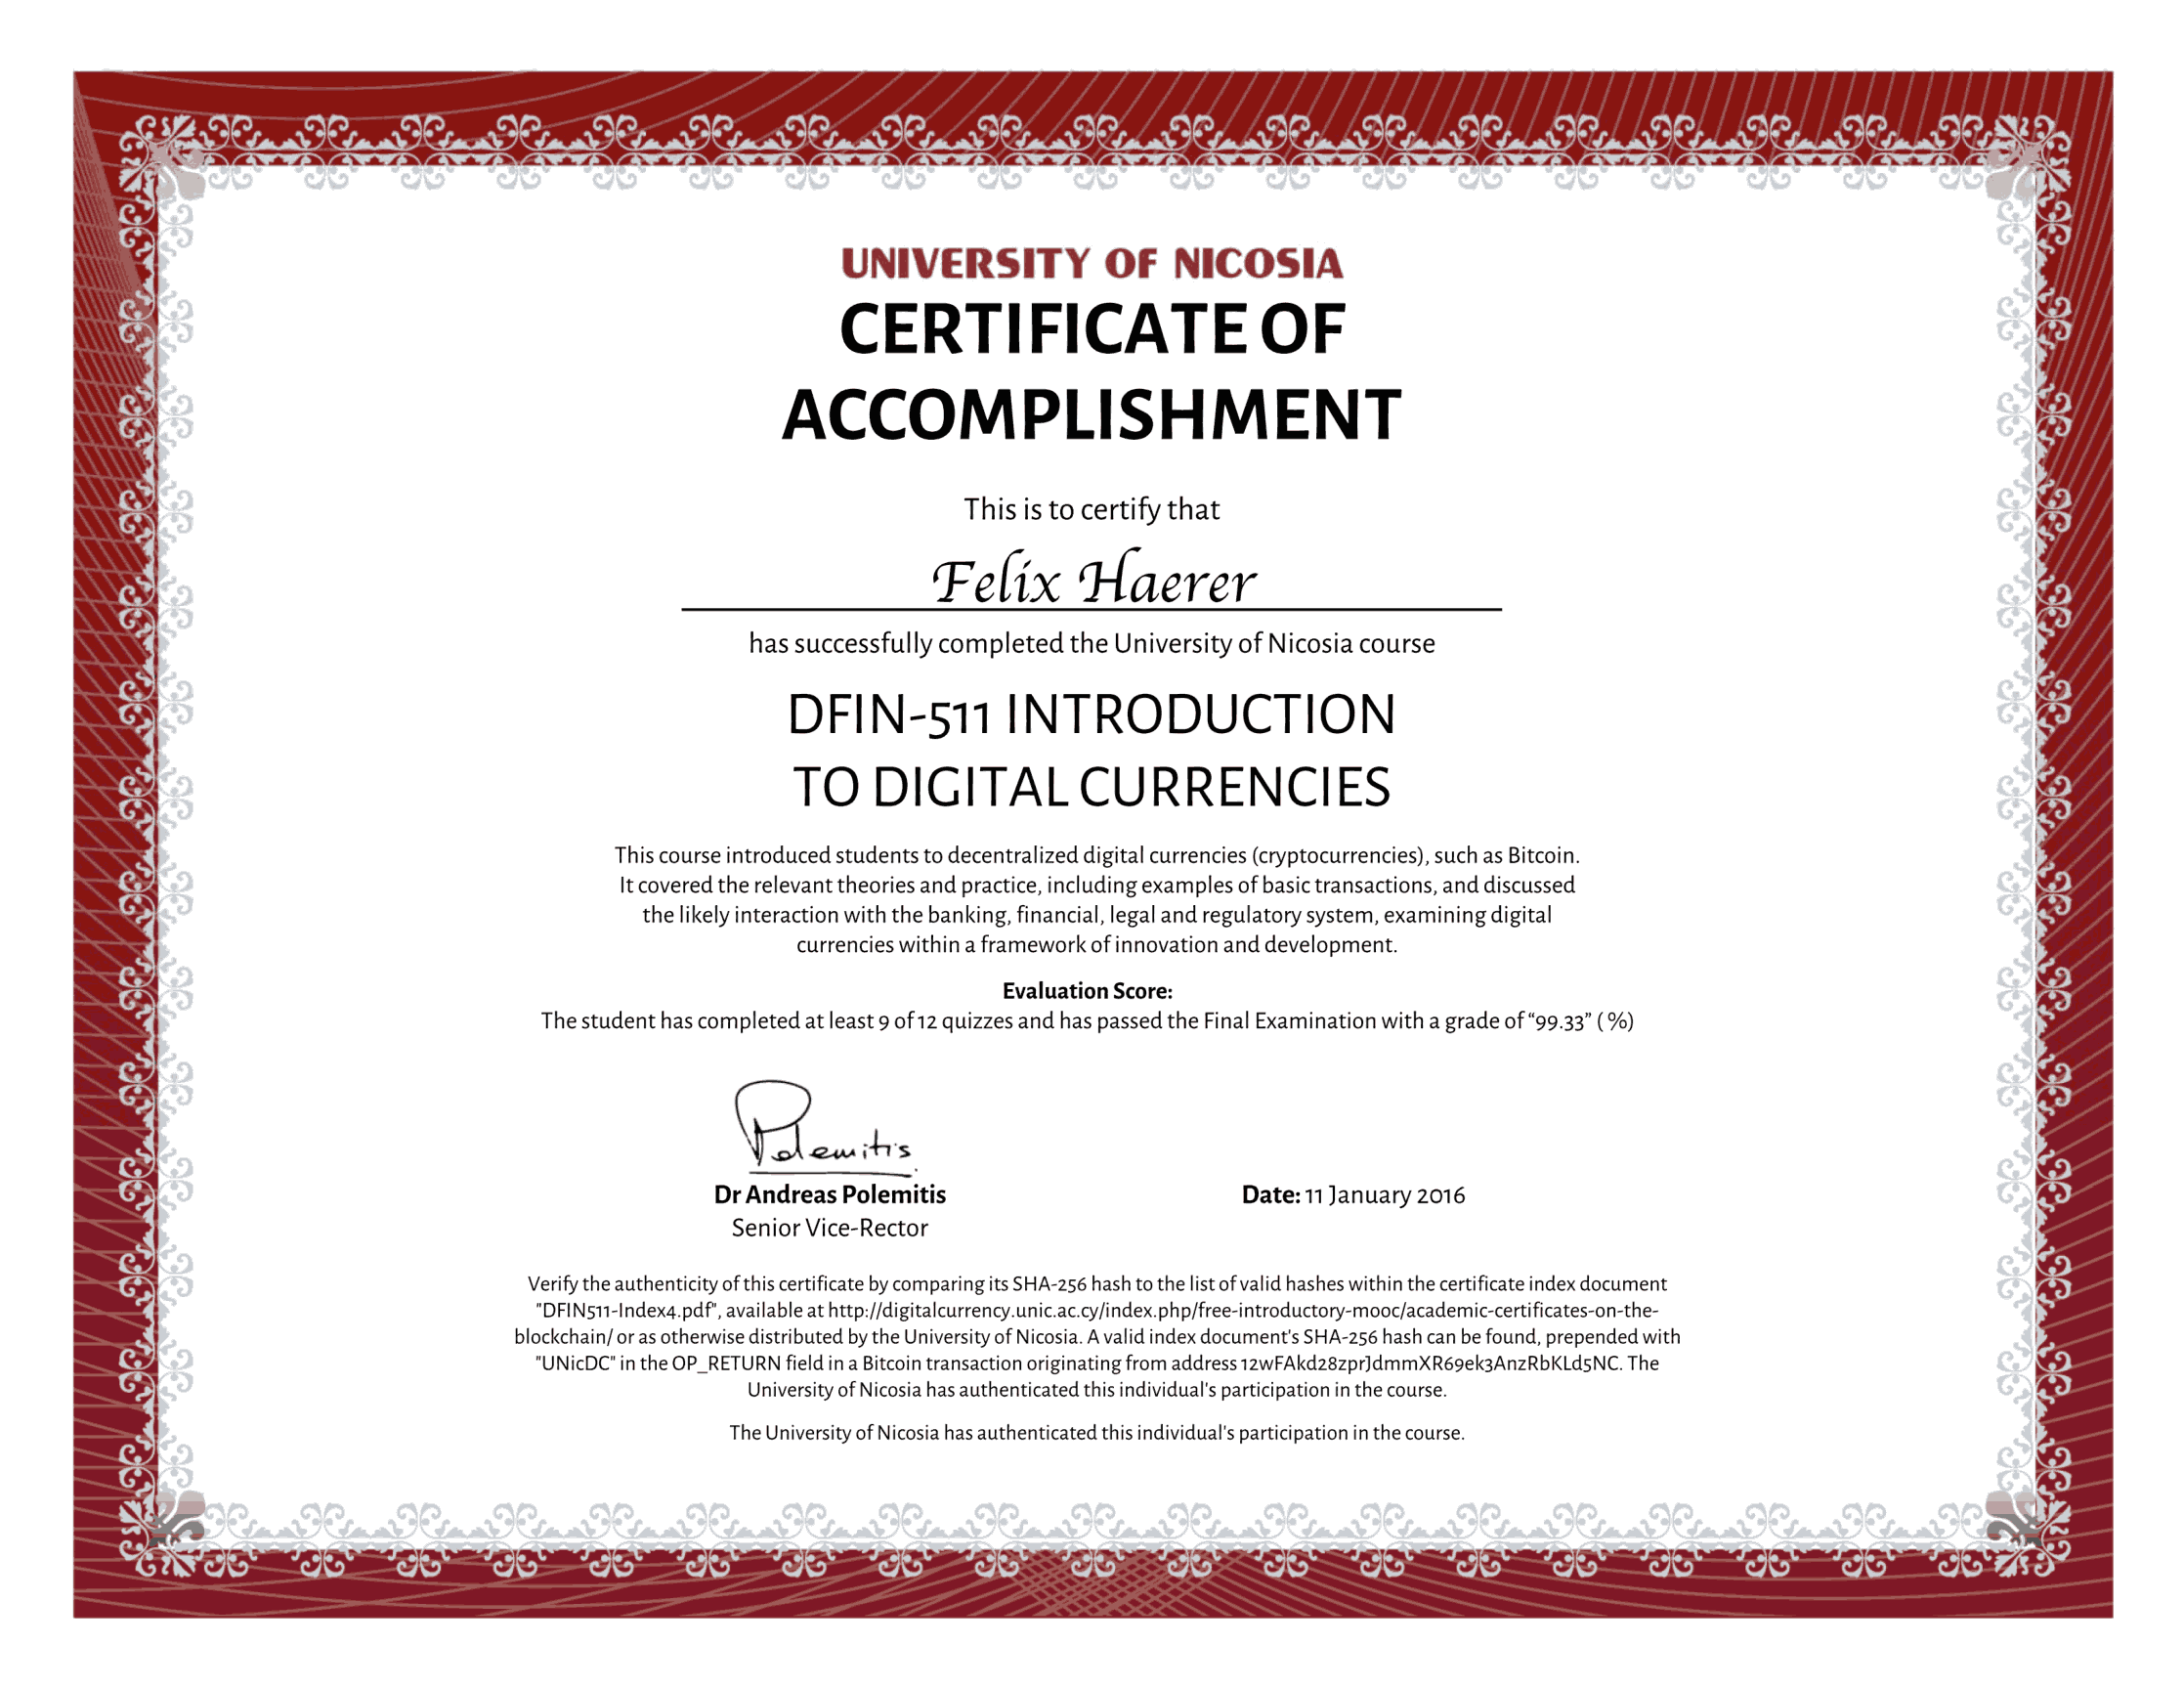 UNIVERSITY OF NICOSIA
CERTIFICATE OF
ACCOMPLISHMENT
This is to certify that
Felix Haerer
has successfully completed the University of Nicosia course
DFIN-511 INTRODUCTION
TO DIGITAL CURRENCIES
This course introduced students to decentralized digital currencies (cryptocurrencies), such as Bitcoin.
It covered the relevant theories and practice, including examples of basic transactions, and discussed
the likely interaction with the banking, financial, legal and regulatory system, examining digital
currencies within a framework of innovation and development.
Evaluation Score:
The student has completed at least 9 of 12 quizzes and has passed the Final Examination with a grade of “99.33” ( %)
Polemitis
Dr Andreas Polemitis
Date: 11 January 2016
Senior Vice-Rector
Verify the authenticity of this certificate by comparing its SHA-256 hash to the list of valid hashes within the certificate index document
"DFIN511-Index4.pdf", available at http://digitalcurrency.unic.ac.cy/index.php/free-introductory-mooc/academic-certificates-on-the-
blockchain/ or as otherwise distributed by the University of Nicosia. A valid index document's SHA-256 hash can be found, prepended with
"UNicDC" in the OP_RETURN field in a Bitcoin transaction originating from address 12wFAkd28zprJdmmXR69ek3AnzRbKLd5NC. The
University of Nicosia has authenticated this individual's participation in the course.
The University of Nicosia has authenticated this individual's participation in the course.